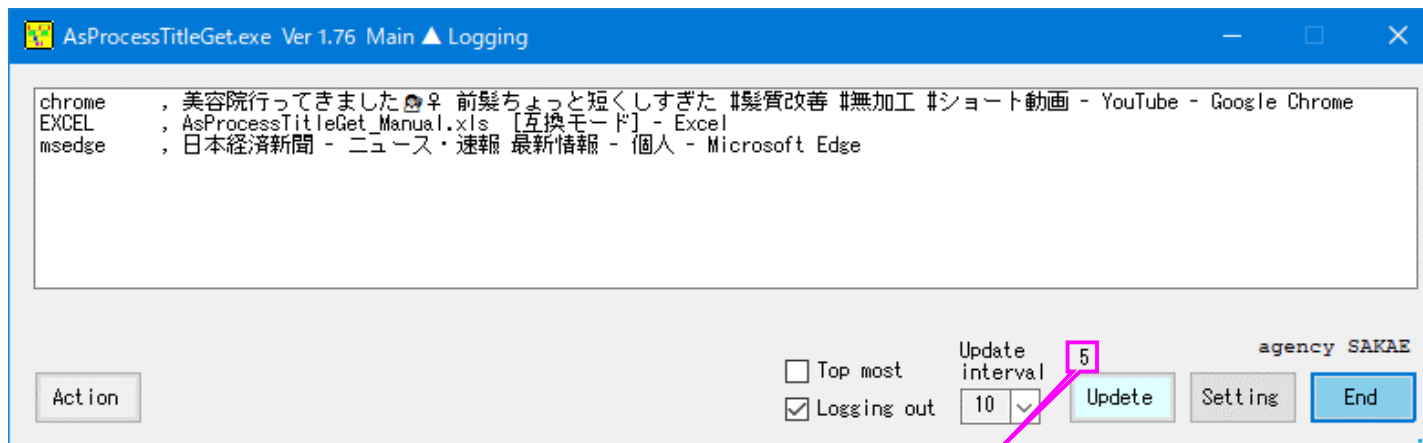 AsProcessTitleGet.exe Ver 1.76 Main ▲ Logging
chrome , 美容院行ってきました💇♀ 前髪ちょっと短くしすぎた #髪質改善 #無加工 #ショート動画 - YouTube - Google Chrome
EXCEL , AsProcessTitleGet_Manual.xls [互換モード] - Excel
msedge , 日本経済新聞 - ニュース・速報 最新情報 - 個人 - Microsoft Edge
Action
Top most
Logging out
Update
interval
10
5
Updete
agency SAKAE
Setting
End